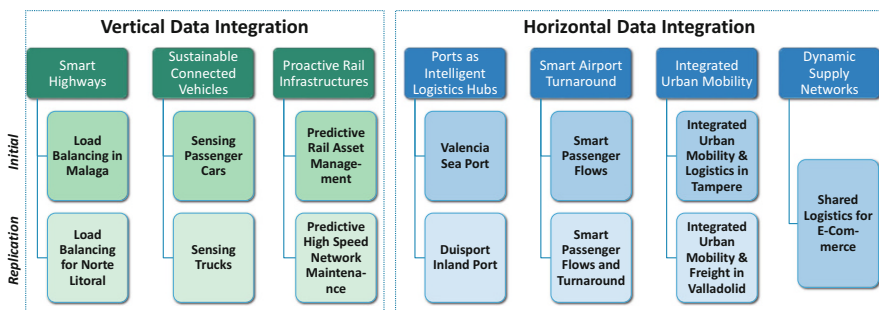 Vertical Data Integration
Horizontal Data Integration
Smart
Highways
Sustainable
Connected
Vehicles
Proactive Rail
Infrastructures
Ports as
Intelligent
Logistics Hubs
Smart Airport
Turnaround
Integrated
Urban Mobility
Dynamic
Supply
Networks
Initial
Load
Balancing in
Malaga
Sensing
Passenger
Cars
Predictive
Rail Asset
Manage-
ment
Valencia
Sea Port
Smart
Passenger
Flows
Integrated
Urban
Mobility &
Logistics in
Tampere
Shared
Logistics for
E-Com-
merce
Replication
Load
Balancing
for Norte
Litoral
Sensing
Trucks
Predictive
High Speed
Network
Maintena-
nce
Duisport
Inland Port
Smart
Passenger
Flows and
Turnaround
Integrated
Urban
Mobility &
Freight in
Valladolid